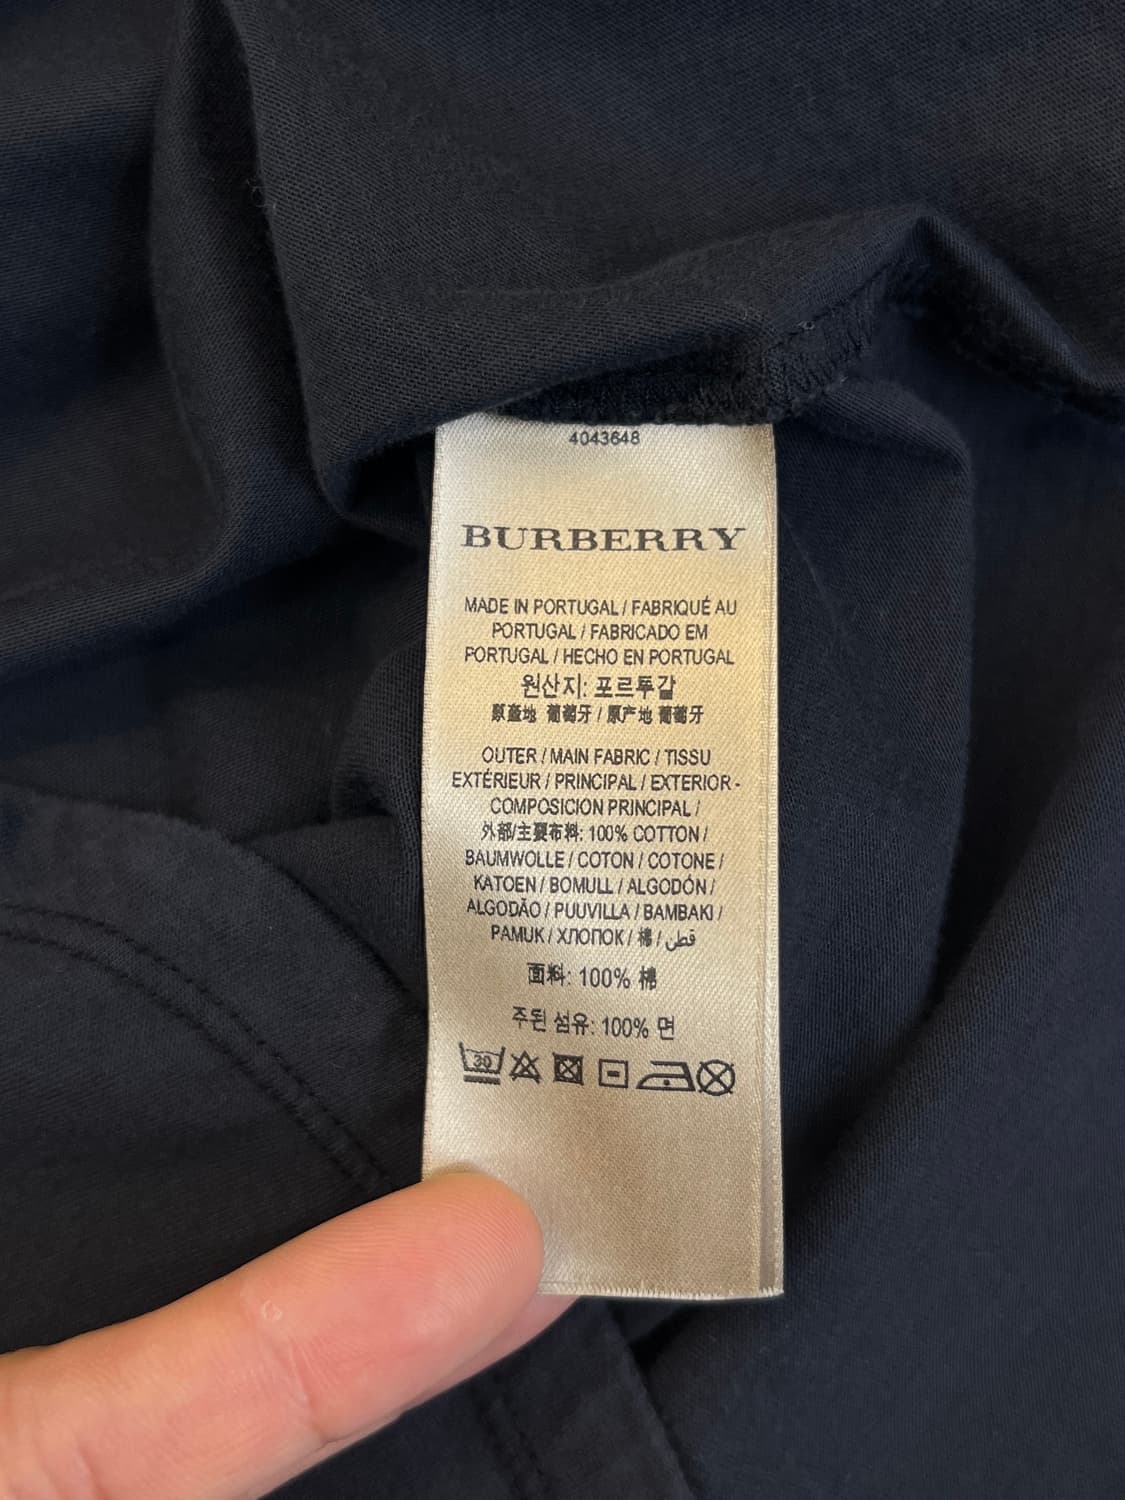 4043648
BURBERRY
MADE IN PORTUGAL / FABRIQUÉ AU
PORTUGAL / FABRICADO EM
PORTUGAL / HECHO EN PORTUGAL
원산지: 포르투갈
原產地 葡萄牙 / 原产地 葡萄牙
OUTER / MAIN FABRIC / TISSU
EXTÉRIEUR / PRINCIPAL / EXTERIOR -
COMPOSICION PRINCIPAL /
外部/主要布料: 100% COTTON /
BAUMWOLLE / COTON / COTONE /
KATOEN / BOMULL / ALGODÓN /
ALGODÃO / PUUVILLA / BAMBAKI /
PAMUK / ХЛОПОК / 棉 / قطن
面料: 100% 棉
주된 섬유: 100% 면
30